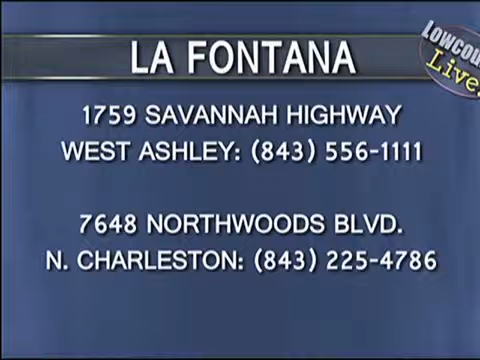 LA FONTANA
Live!
1759 SAVANNAH HIGHWAY
WEST ASHLEY: (843) 556-1111
7648 NORTHWOODS BLVD.
N. CHARLESTON: (843) 225-4786